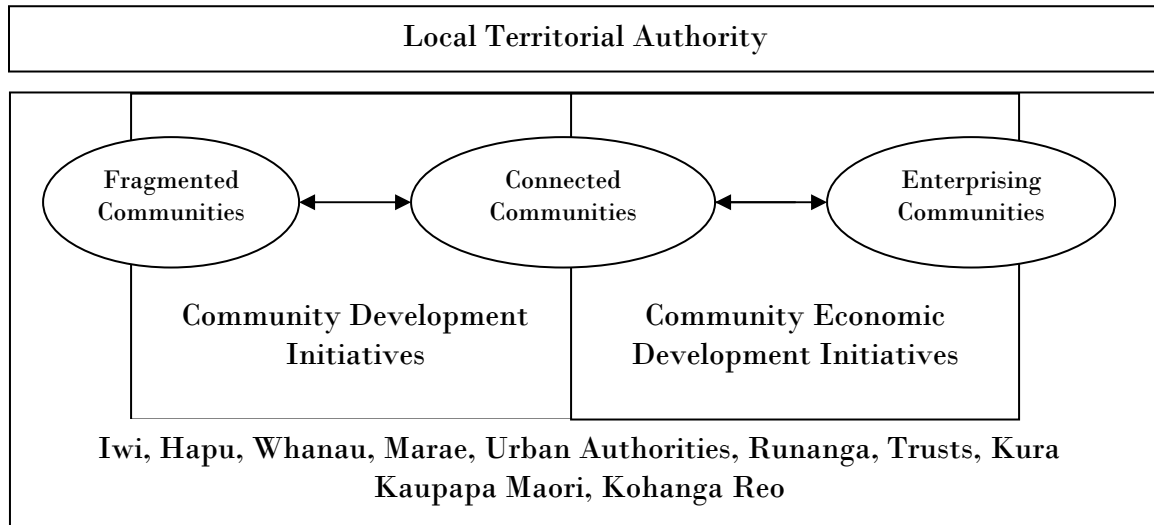 Local Territorial Authority
Fragmented
Communities
Connected
Communities
Enterprising
Communities
Community Development
Initiatives
Community Economic
Development Initiatives
Iwi, Hapu, Whanau, Marae, Urban Authorities, Runanga, Trusts, Kura
Kaupapa Maori, Kohanga Reo